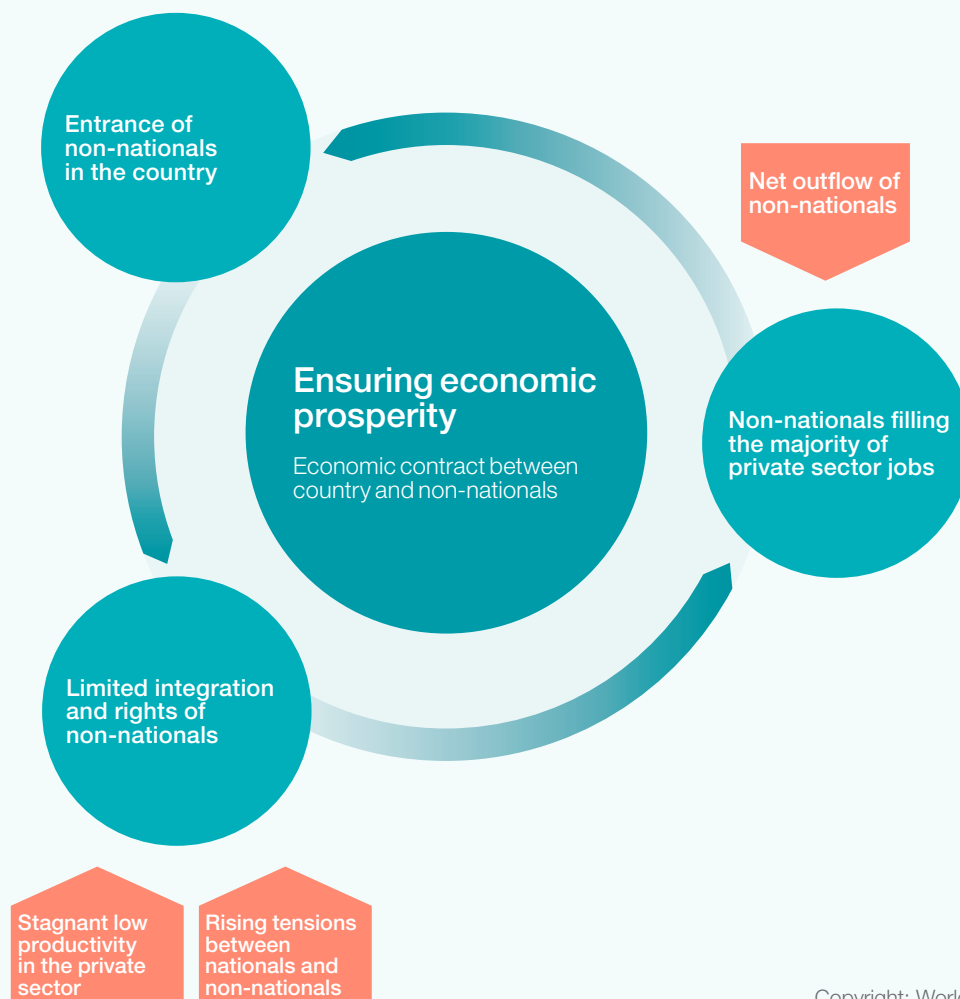 Entrance of
non-nationals
in the country
Net outflow of
non-nationals
Ensuring economic
prosperity
Economic contract between
country and non-nationals
Non-nationals filling
the majority of
private sector jobs
Limited integration
and rights of
non-nationals
Stagnant low
productivity
in the private
sector
Rising tensions
between
nationals and
non-nationals
Copyright: